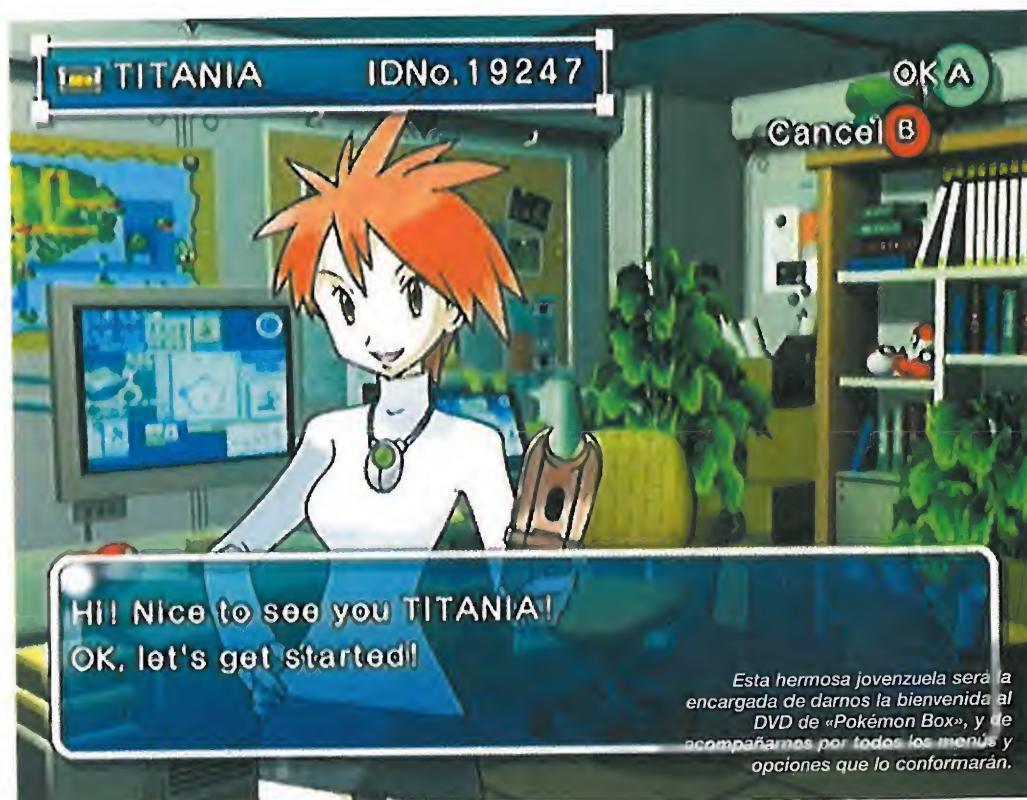 TITANIA IDNo.19247
OK A
Cancel B
Hi! Nice to see you TITANIA!
OK, let's get started!
Esta hermosa jovenzuela será la
encargada de darnos la bienvenida al
DVD de «Pokémon Box», y de
acompañarnos por todos los menús y
opciones que lo conformarán.